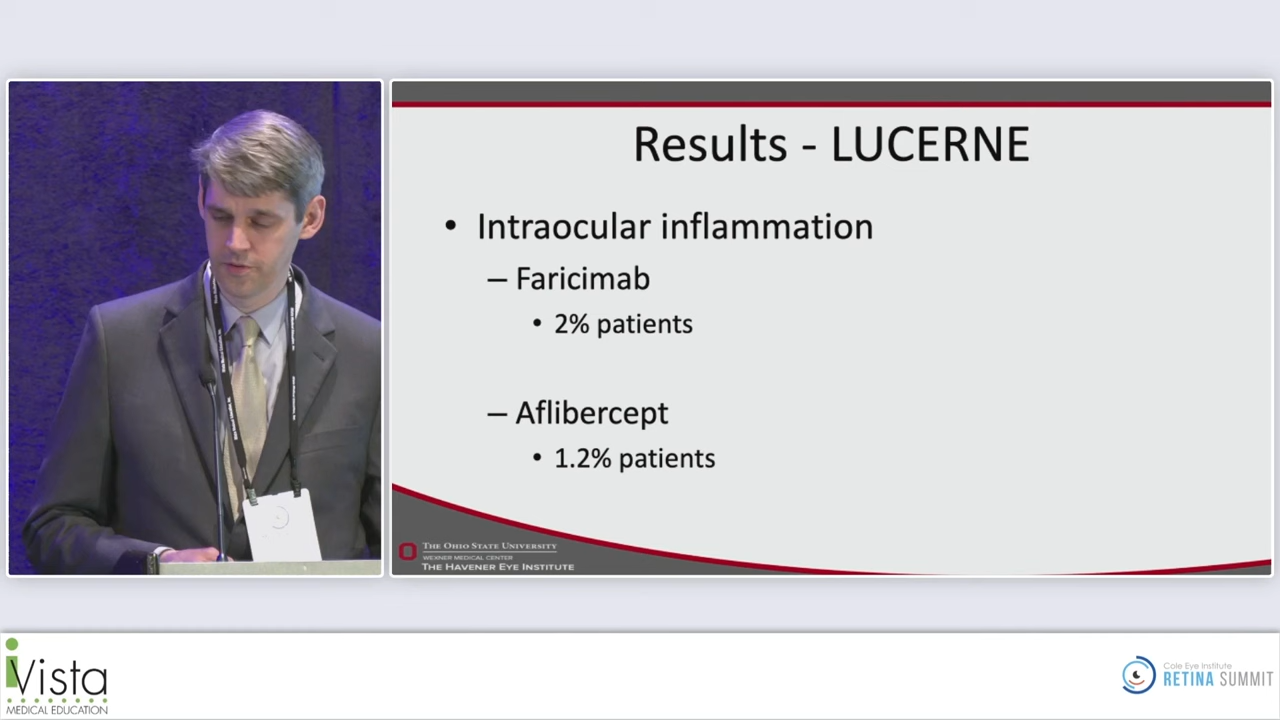 Results - LUCERNE
• Intraocular inflammation
– Faricimab
• 2% patients
– Aflibercept
• 1.2% patients
THE OHIO STATE UNIVERSITY
WEXNER MEDICAL CENTER
THE HAVENER EYE INSTITUTE
iVista
MEDICAL EDUCATION
Cole Eye Institute
RETINA SUMMIT